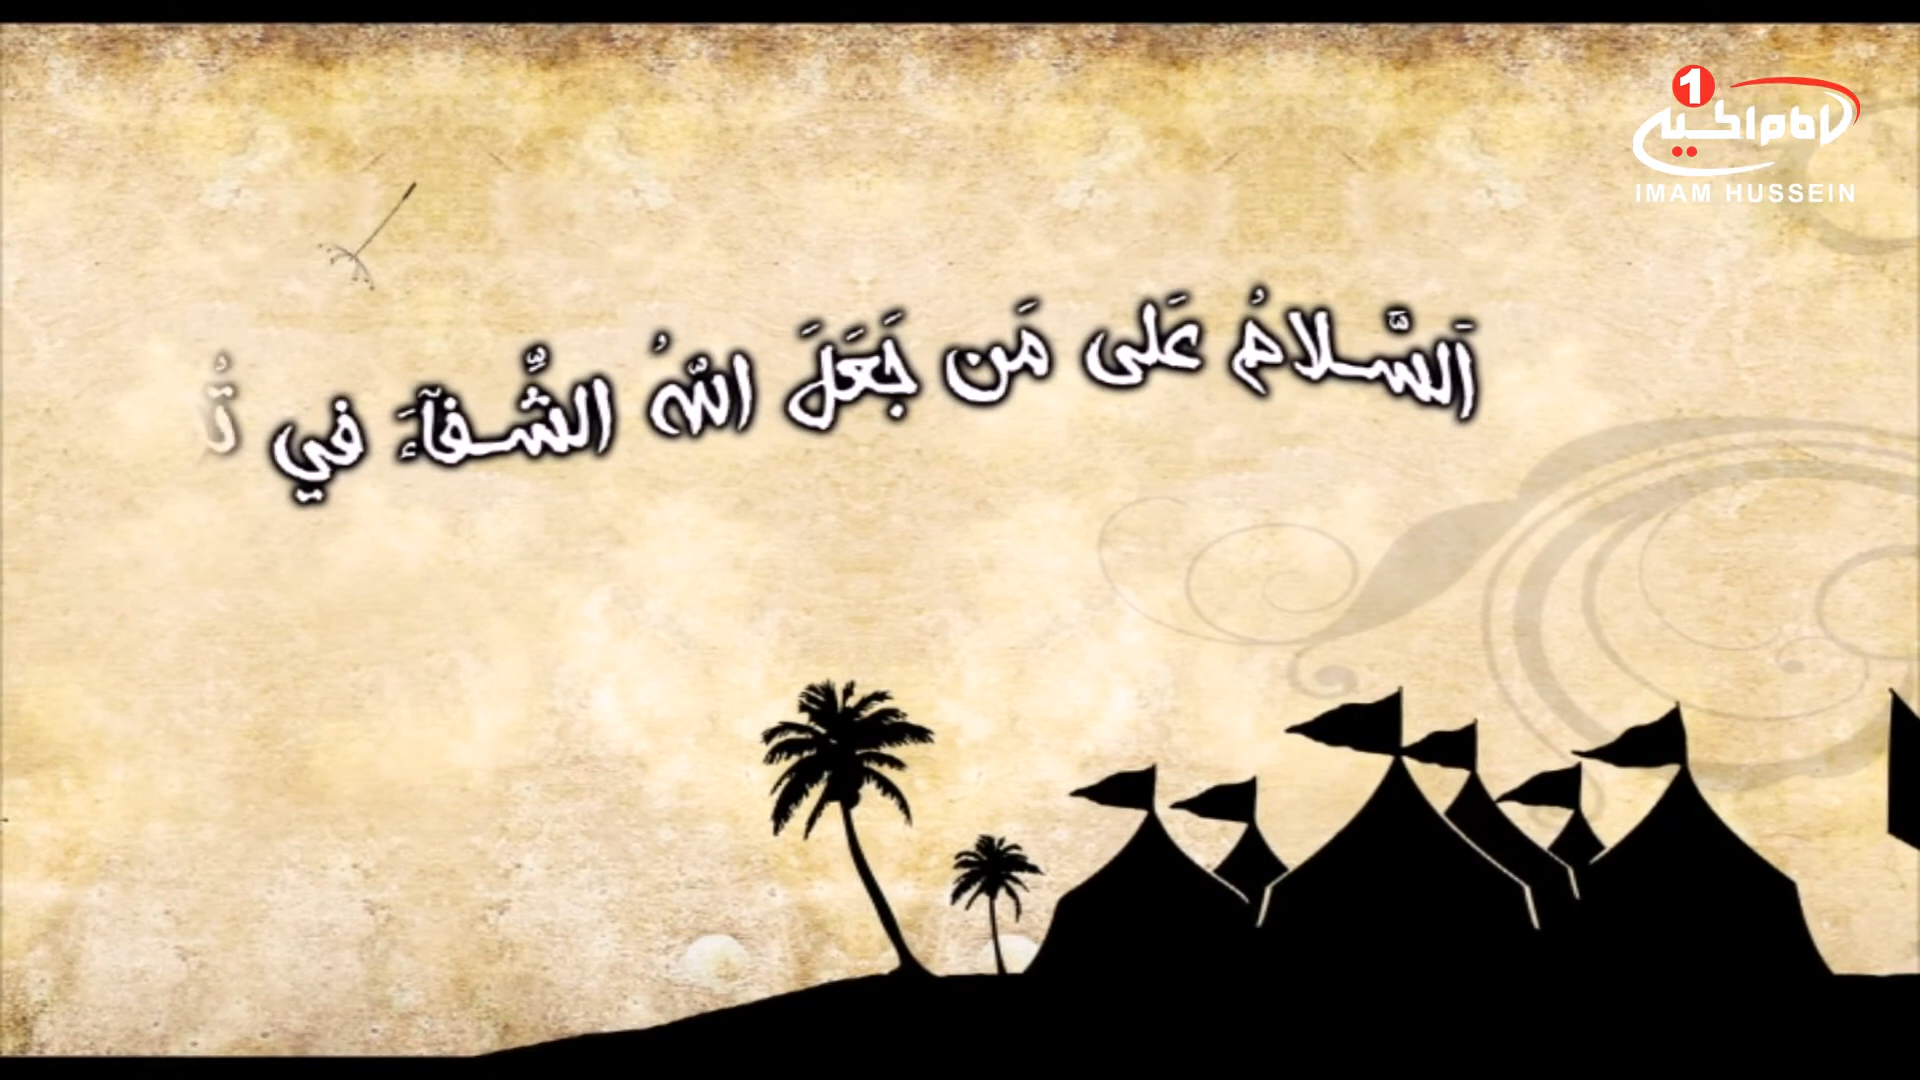 1
امام الحسین
IMAM HUSSEIN
اَلسَّلامُ عَلى مَن جَعَلَ اللهُ الشِّفآءَ في تُ